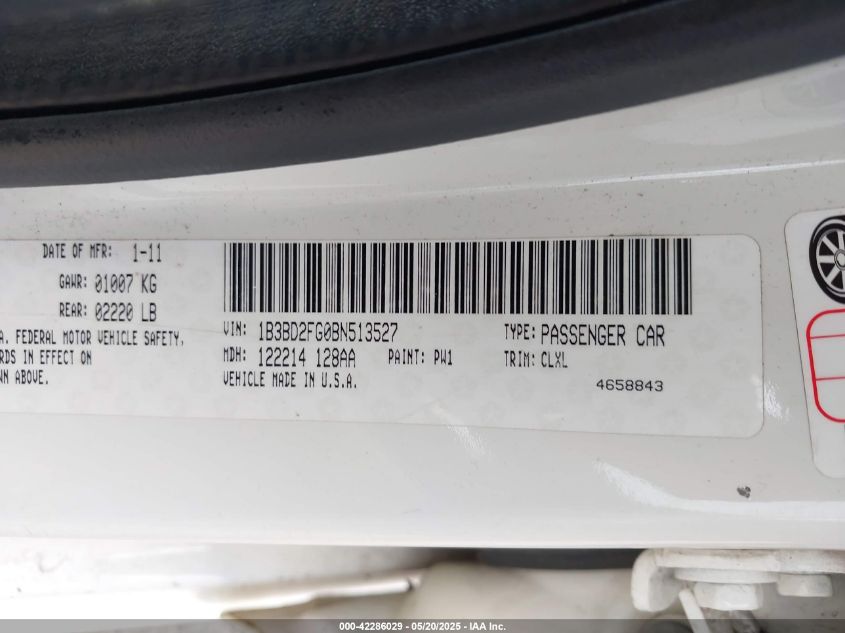 DATE OF MFR: 1-11
GAWR: 01007 KG
REAR: 02220 LB
A. FEDERAL MOTOR VEHICLE SAFETY,
RDS IN EFFECT ON
WN ABOVE.
VIN: 1B3BD2FG0BN513527
TYPE: PASSENGER CAR
MDH: 122214 128AA PAINT: PW1
TRIM: CLXL
VEHICLE MADE IN U.S.A.
4658843
000-42286029 - 05/20/2025 - IAA Inc.